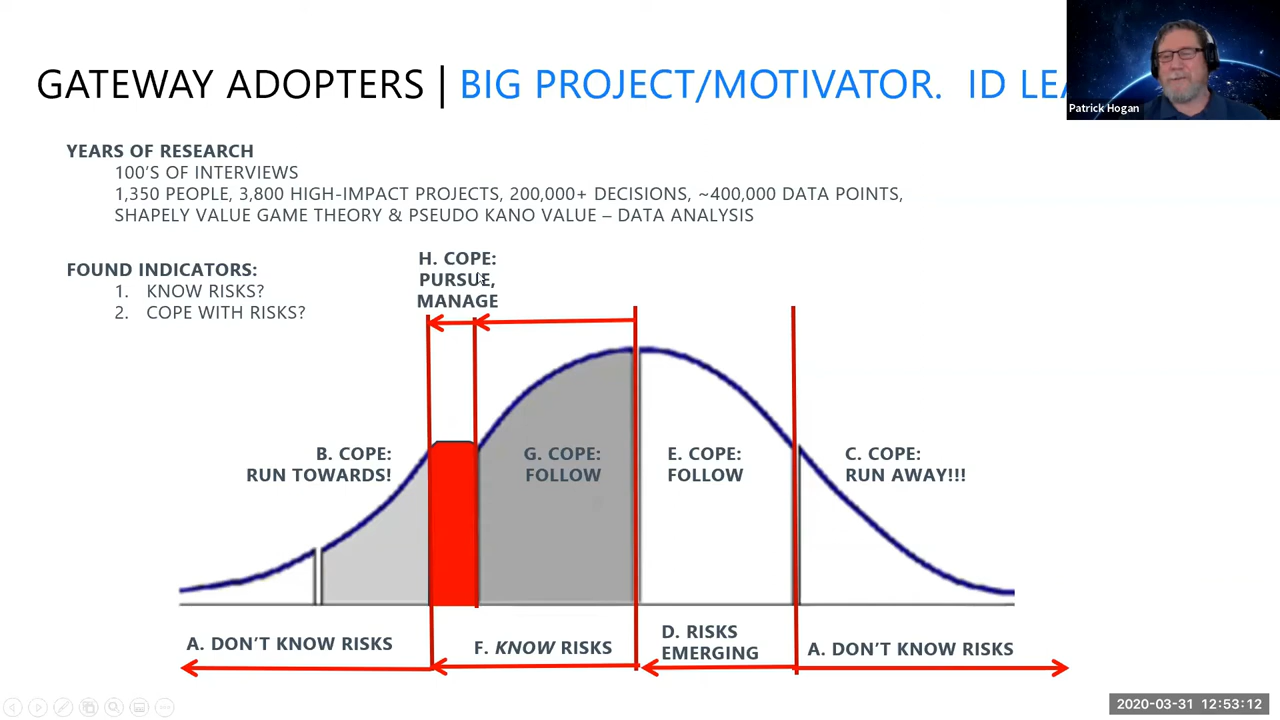 GATEWAY ADOPTERS | BIG PROJECT/MOTIVATOR. ID
Patrick Hogan
YEARS OF RESEARCH
100'S OF INTERVIEWS
1,350 PEOPLE, 3,800 HIGH-IMPACT PROJECTS, 200,000+ DECISIONS, ~400,000 DATA POINTS,
SHAPELY VALUE GAME THEORY & PSEUDO KANO VALUE – DATA ANALYSIS
FOUND INDICATORS:
1. KNOW RISKS?
2. COPE WITH RISKS?
H. COPE:
PURSUE,
MANAGE
B. COPE:
RUN TOWARDS!
G. COPE:
FOLLOW
E. COPE:
FOLLOW
C. COPE:
RUN AWAY!!!
A. DON'T KNOW RISKS
F. KNOW RISKS
D. RISKS
EMERGING
A. DON'T KNOW RISKS
2020-03-31 12:53:12